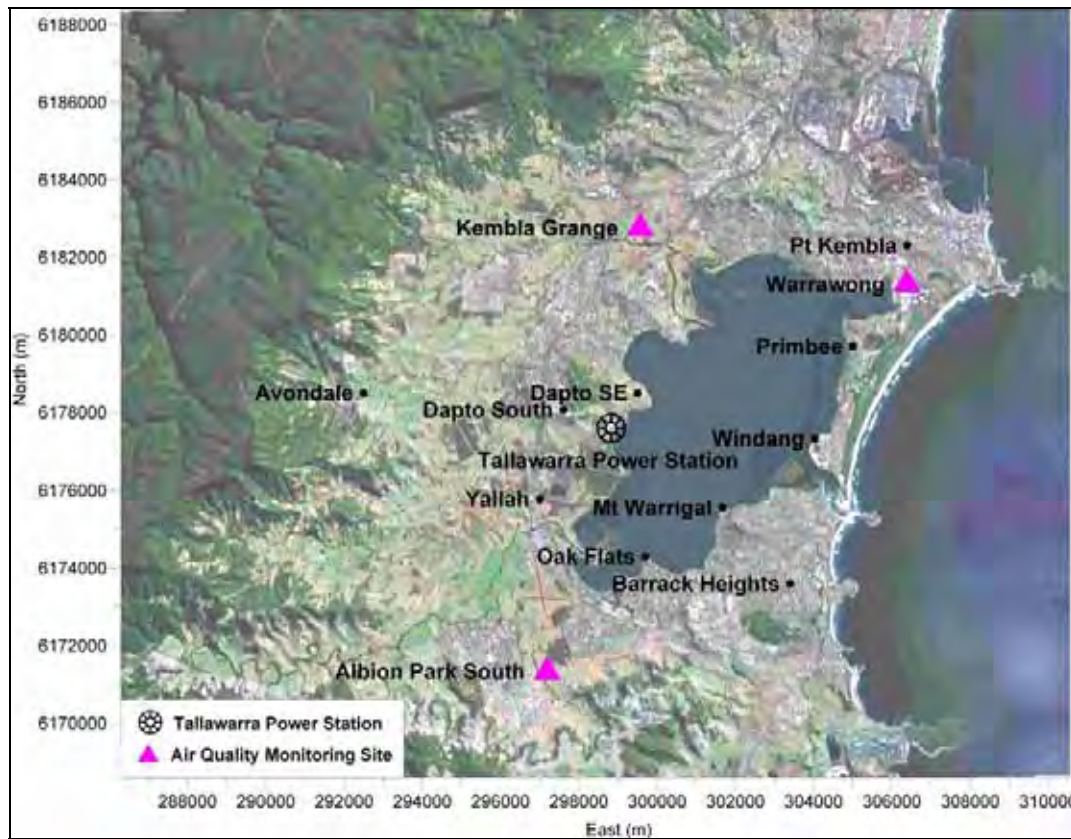 6188000
6186000
6184000
Kembla Grange
Pt Kembla
6182000
Warrawong
6180000
Primbee
North (m)
Avondale
Dapto SE
6178000
Dapto South
Windang
Tallawarra Power Station
6176000
Yallah
Mt Warrigal
Oak Flats
6174000
Barrack Heights
6172000
Albion Park South
6170000
Tallawarra Power Station
Air Quality Monitoring Site
288000 290000 292000 294000 296000 298000 300000 302000 304000 306000 308000 310000
East (m)